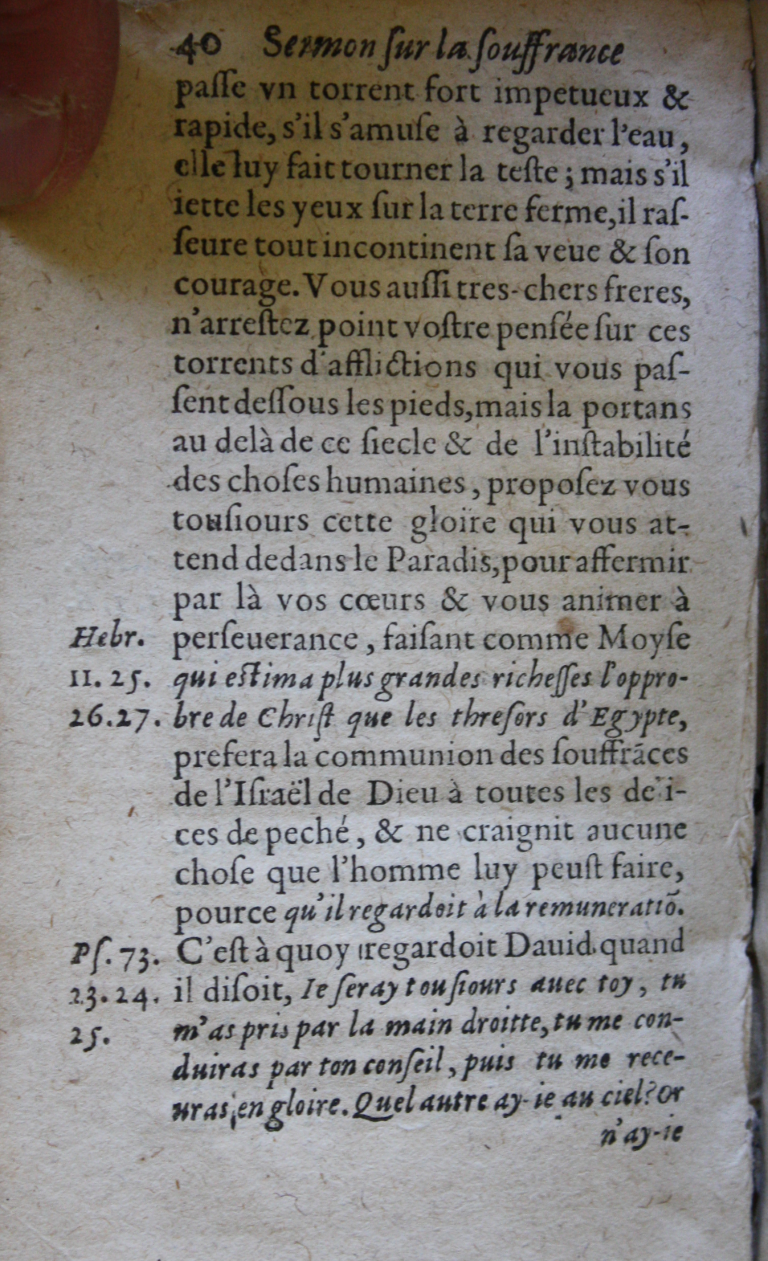 40 Sermon ſur la ſouffrance
paſſe vn torrent fort impetueux &
rapide, s'il s'amuſe à regarder l'eau,
elle luy fait tourner la teſte ; mais s'il
iette les yeux ſur la terre ferme, il raſ-
ſeure tout incontinent ſa veue & ſon
courage. Vous auſſi tres-chers freres,
n'arreſtez point voſtre penſée ſur ces
torrents d'afflictions qui vous paſ-
ſent deſſous les pieds, mais la portans
au delà de ce ſiecle & de l'inſtabilité
des choſes humaines, propoſez vous
touſiours cette gloire qui vous at-
tend dedans le Paradis, pour affermir
par là vos cœurs & vous animer à
Hebr. perſeuerance, faiſant comme Moyſe
11. 25. qui eſtima plus grandes richeſſes l'oppro-
26. 27. bre de Chriſt que les threſors d'Egypte,
prefera la communion des ſouffrãces
de l'Iſraël de Dieu à toutes les de i-
ces de peché, & ne craignit aucune
choſe que l'homme luy peuſt faire,
pource qu'il regardoit à la remuneratiõ.
Pſ. 73. C'eſt à quoy regardoit Dauid quand
23. 24. il diſoit, Ie ſeray touſiours auec toy, tu
25. m'as pris par la main droitte, tu me con-
duiras par ton conſeil, puis tu me rece-
uras en gloire. Quel autre ay-ie au ciel? Or
n'ay-ie